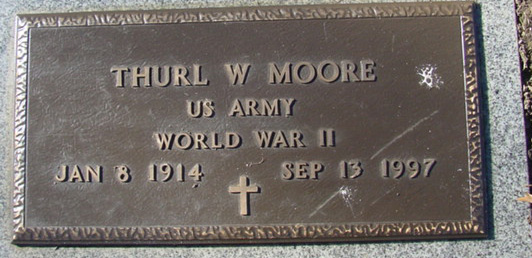 THURL W MOORE
US ARMY
WORLD WAR II
JAN 8 1914 SEP 13 1997